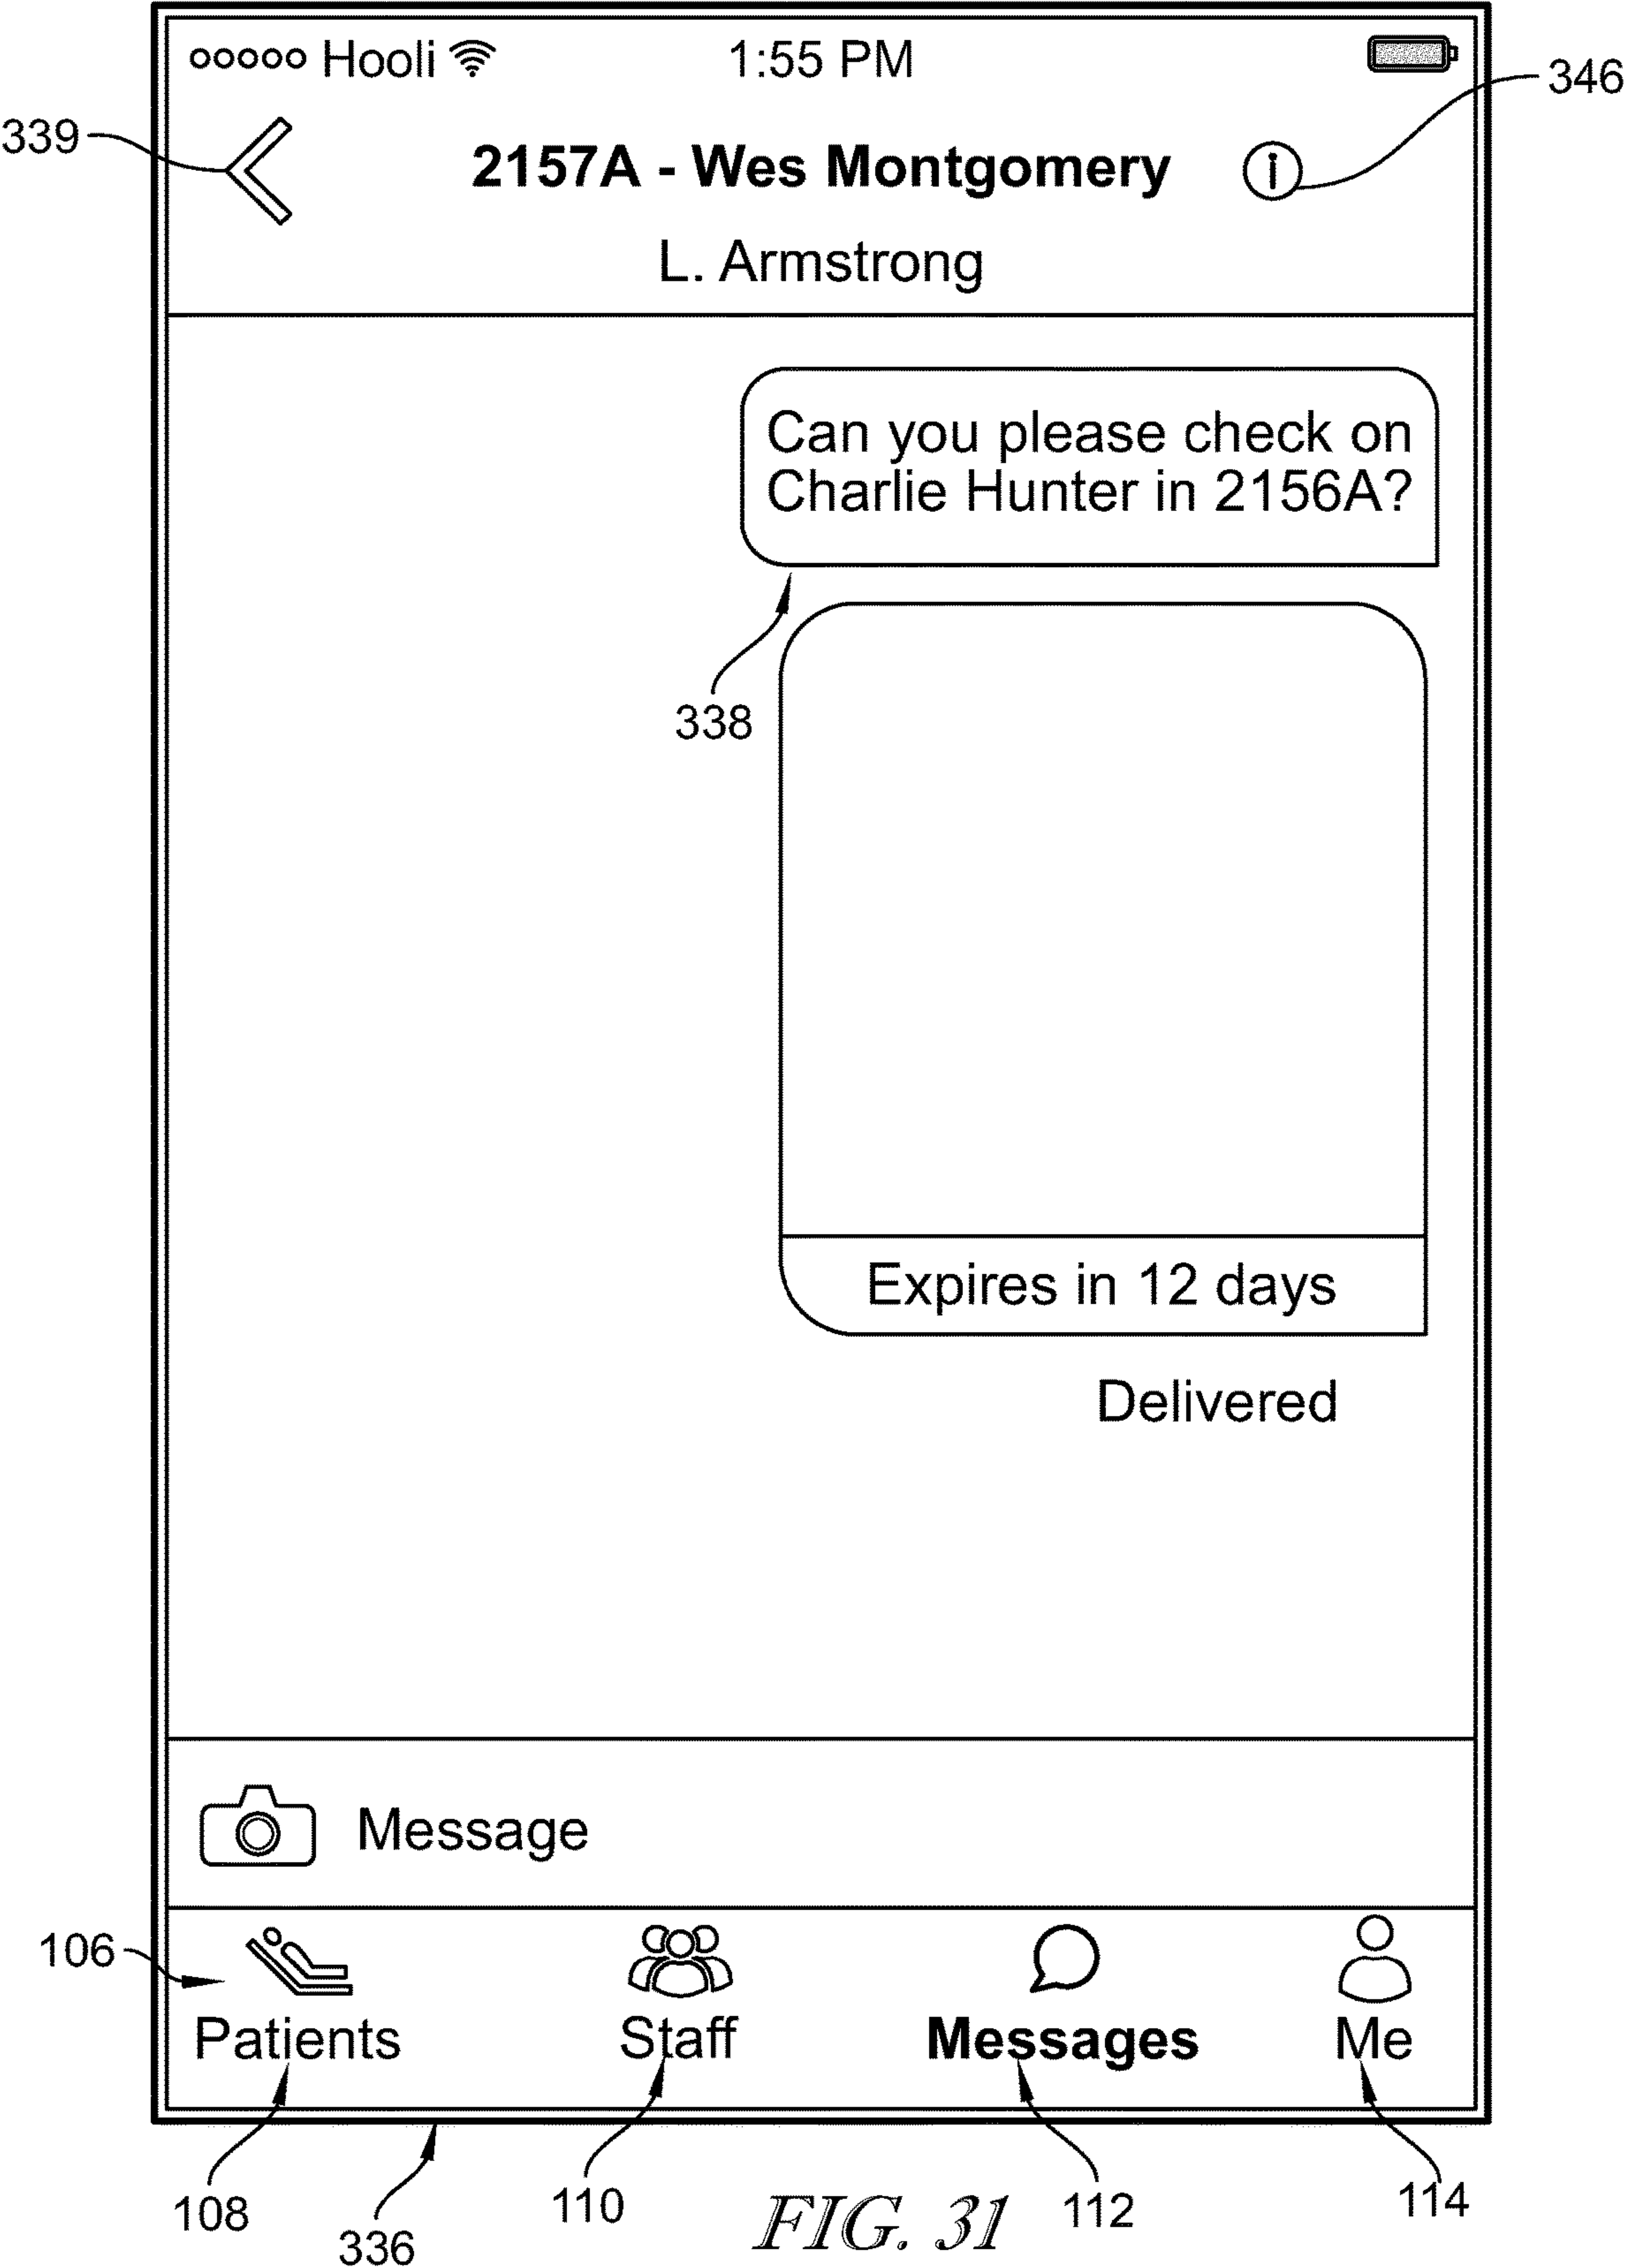 Hooli 1:55 PM
346
339
2157A - Wes Montgomery
L. Armstrong
Can you please check on
Charlie Hunter in 2156A?
338
Expires in 12 days
Delivered
Message
106
Patients Staff Messages Me
108 110 112 114
336
FIG. 31